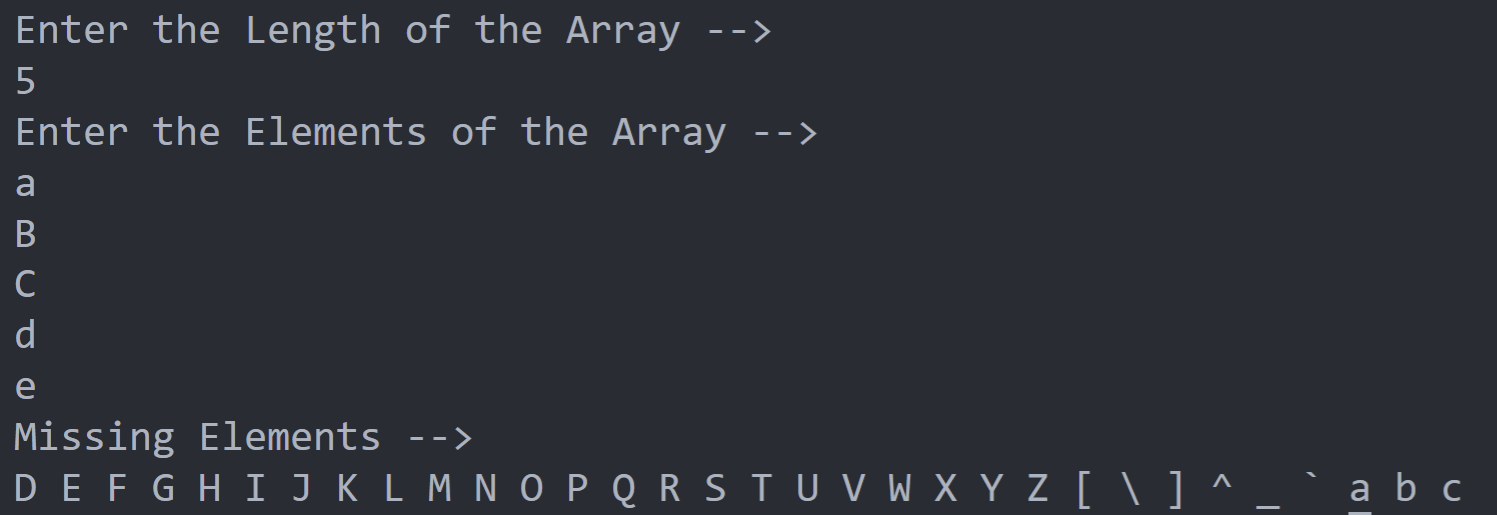 Enter the Length of the Array -->
5
Enter the Elements of the Array -->
a
B
C
d
e
Missing Elements -->
D E F G H I J K L M N O P Q R S T U V W X Y Z [ \ ] ^ _ ` a b c